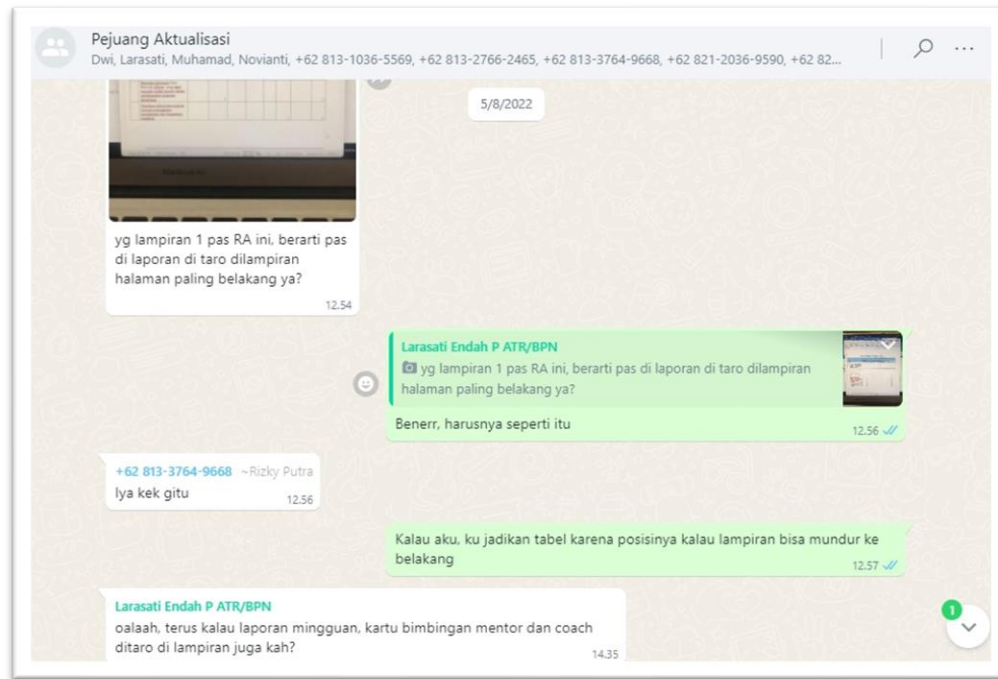 Pejuang Aktualisasi
Dwi, Larasati, Muhamad, Novianti, +62 813-1036-5569, +62 813-2766-2465, +62 813-3764-9668, +62 821-2036-9590, +62 82...
5/8/2022
yg lampiran 1 pas RA ini, berarti pas
di laporan di taro dilampiran
halaman paling belakang ya?
12.54
Larasati Endah P ATR/BPN
yg lampiran 1 pas RA ini, berarti pas di laporan di taro dilampiran
halaman paling belakang ya?
Benerr, harusnya seperti itu
12.56
+62 813-3764-9668 ~Rizky Putra
Iya kek gitu
12.56
Kalau aku, ku jadikan tabel karena posisinya kalau lampiran bisa mundur ke
belakang
12.57
Larasati Endah P ATR/BPN
oalaah, terus kalau laporan mingguan, kartu bimbingan mentor dan coach
ditaro di lampiran juga kah?
14.35
1